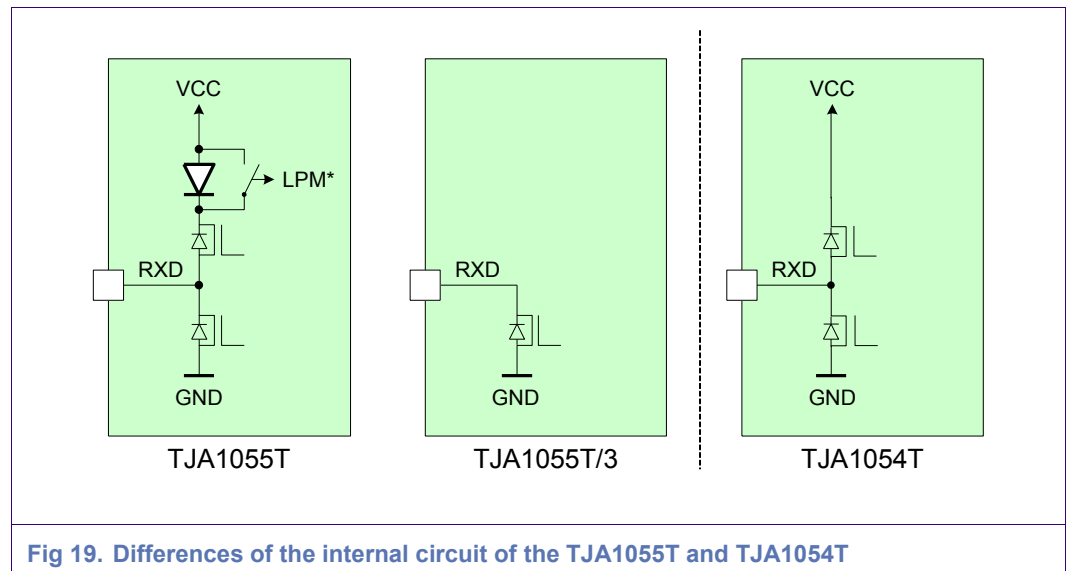 VCC
LPM*
RXD
GND
TJA1055T
RXD
GND
TJA1055T/3
VCC
RXD
GND
TJA1054T
Fig 19. Differences of the internal circuit of the TJA1055T and TJA1054T